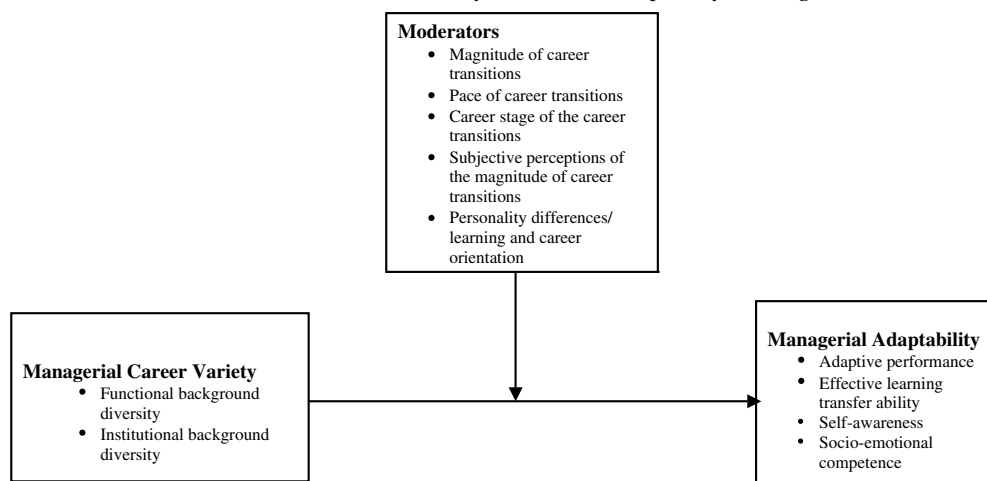 Moderators
• Magnitude of career
transitions
• Pace of career transitions
• Career stage of the career
transitions
• Subjective perceptions of
the magnitude of career
transitions
• Personality differences/
learning and career
orientation
Managerial Career Variety
• Functional background
diversity
• Institutional background
diversity
Managerial Adaptability
• Adaptive performance
• Effective learning
transfer ability
• Self-awareness
• Socio-emotional
competence